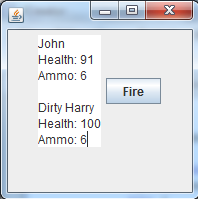 John
Health: 91
Ammo: 6
Dirty Harry
Health: 100
Ammo: 6
Fire